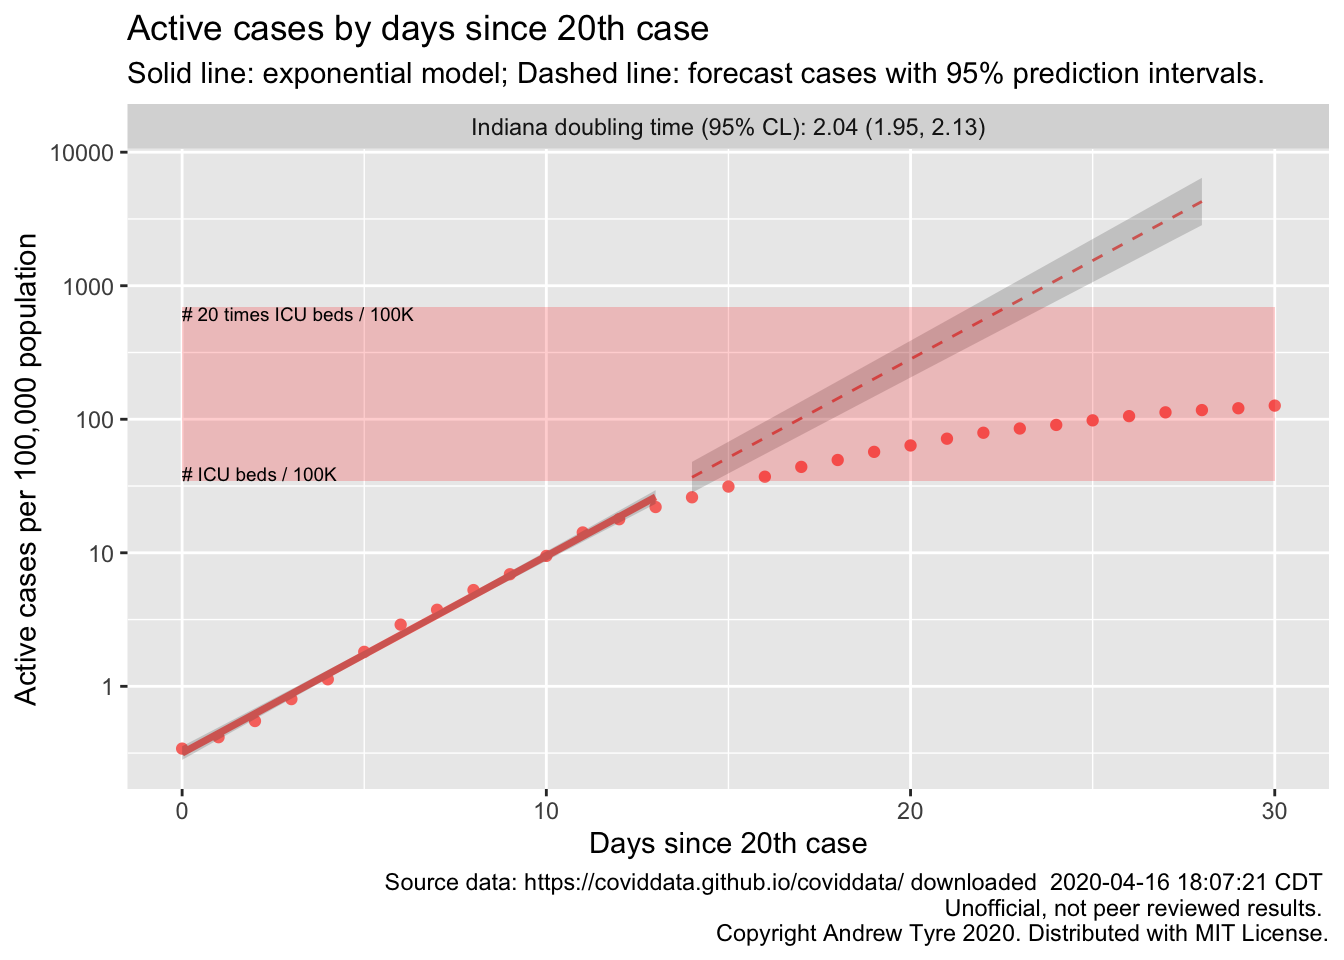 Active cases by days since 20th case
Solid line: exponential model; Dashed line: forecast cases with 95% prediction intervals.
Indiana doubling time (95% CL): 2.04 (1.95, 2.13)
Active cases per 100,000 population
10000
1000
100
10
1
# 20 times ICU beds / 100K
# ICU beds / 100K
0
10
20
30
Days since 20th case
Source data: https://coviddata.github.io/coviddata/ downloaded  2020-04-16 18:07:21 CDT
Unofficial, not peer reviewed results.
Copyright Andrew Tyre 2020. Distributed with MIT License.